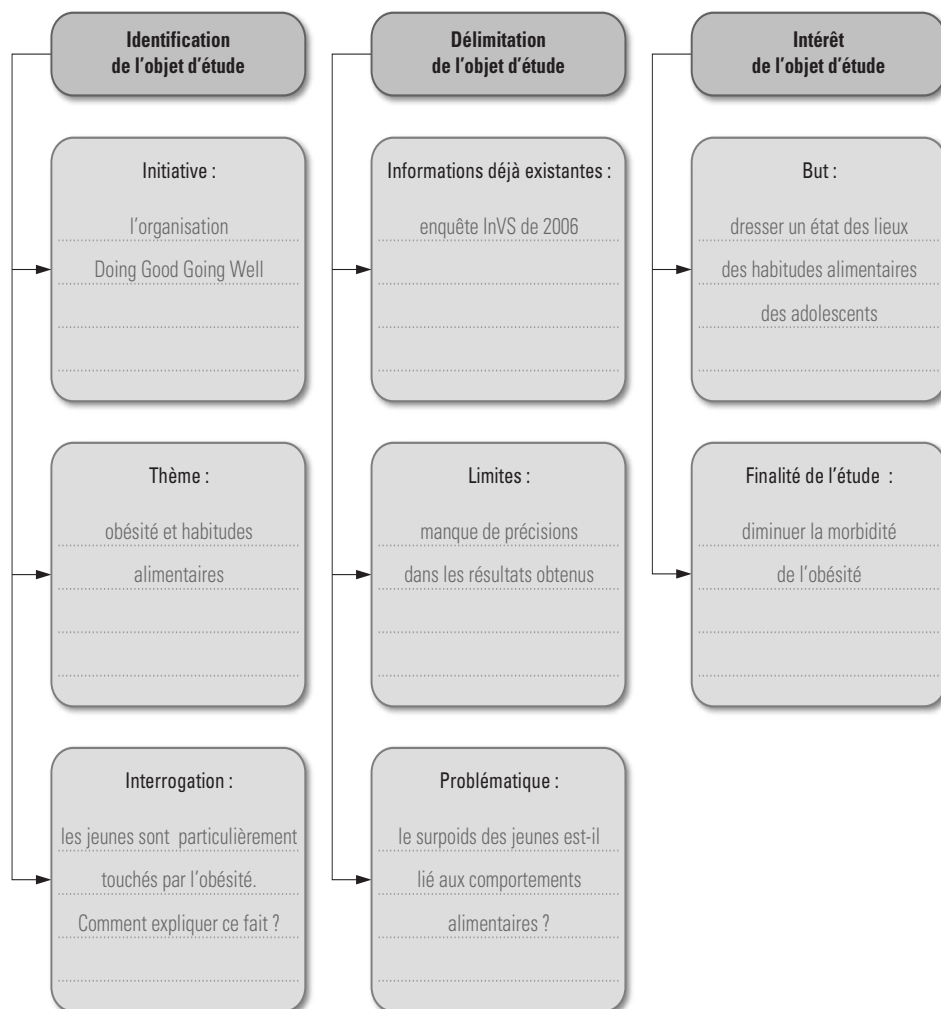 Identification
de l'objet d'étude
Initiative :
l'organisation
Doing Good Going Well
Thème :
obésité et habitudes
alimentaires
Interrogation :
les jeunes sont particulièrement
touchés par l'obésité.
Comment expliquer ce fait ?
Délimitation
de l'objet d'étude
Informations déjà existantes :
enquête InVS de 2006
Limites :
manque de précisions
dans les résultats obtenus
Problématique :
le surpoids des jeunes est-il
lié aux comportements
alimentaires ?
Intérêt
de l'objet d'étude
But :
dresser un état des lieux
des habitudes alimentaires
des adolescents
Finalité de l'étude :
diminuer la morbidité
de l'obésité